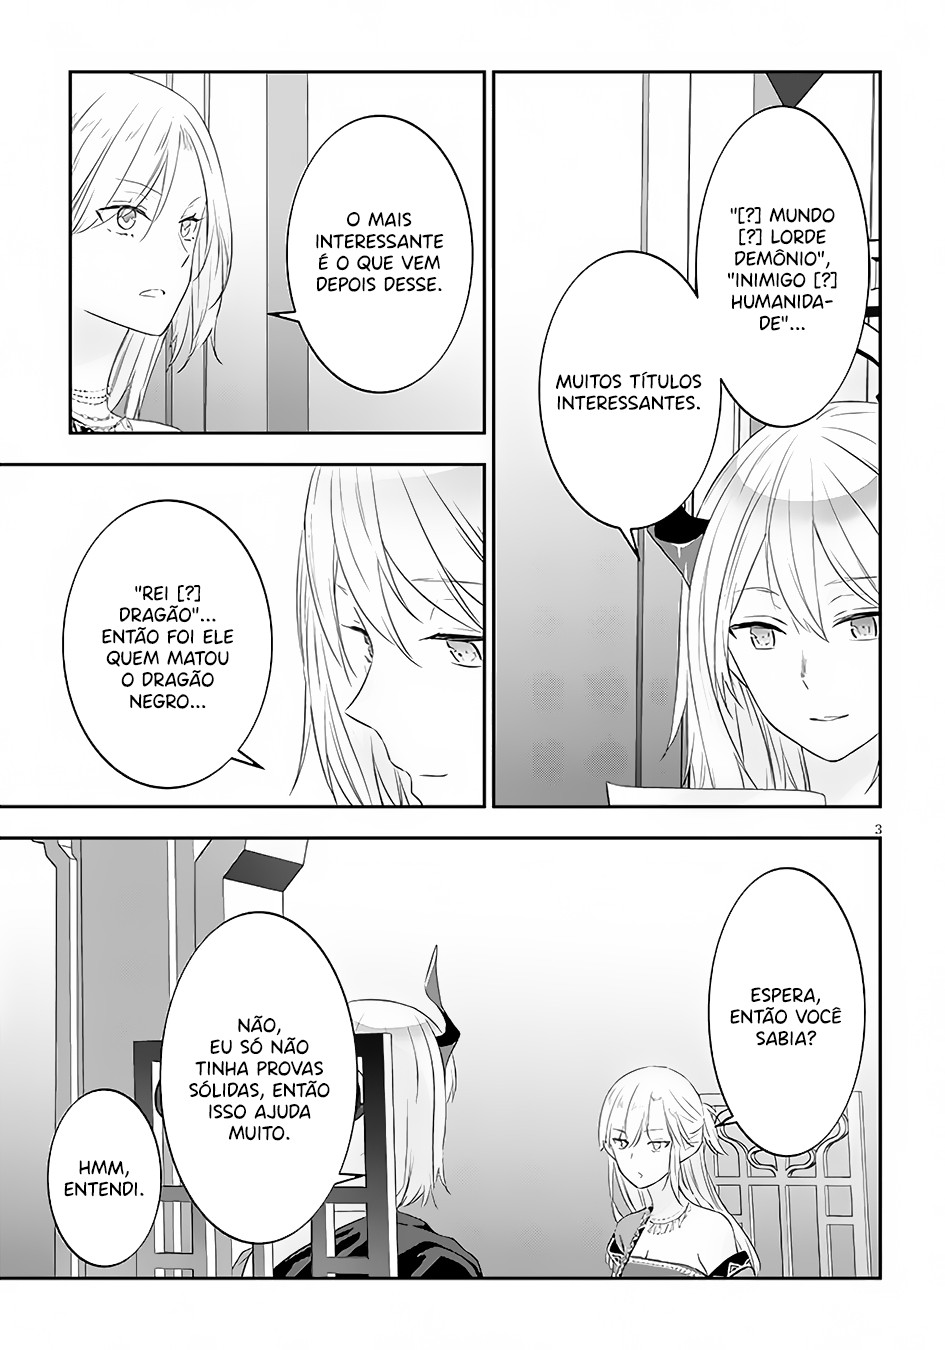 "[?] MUNDO
[?] LORDE
DEMÔNIO",
"INIMIGO [?]
HUMANIDA-
DE"...
MUITOS TÍTULOS
INTERESSANTES.
O MAIS
INTERESSANTE
É O QUE VEM
DEPOIS DESSE.
"REI [?]
DRAGÃO"...
ENTÃO FOI ELE
QUEM MATOU
O DRAGÃO
NEGRO...
3
ESPERA,
ENTÃO VOCÊ
SABIA?
NÃO,
EU SÓ NÃO
TINHA PROVAS
SÓLIDAS, ENTÃO
ISSO AJUDA
MUITO.
HMM,
ENTENDI.